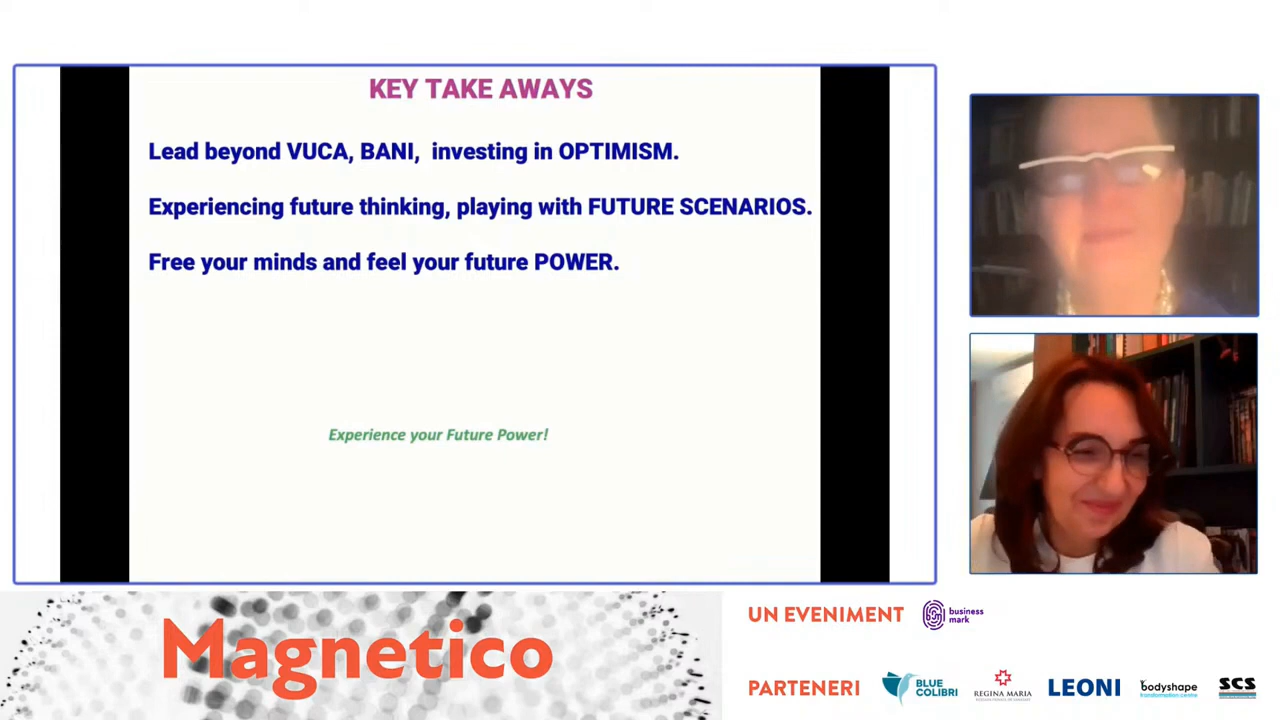 KEY TAKE AWAYS
Lead beyond VUCA, BANI, investing in OPTIMISM.
Experiencing future thinking, playing with FUTURE SCENARIOS.
Free your minds and feel your future POWER.
Experience your Future Power!
Magnetico
UN EVENIMENT
business
mark
PARTENERI
BLUE
COLIBRI
REGINA MARIA
LEONI
bodyshape
transformation centre
SCS